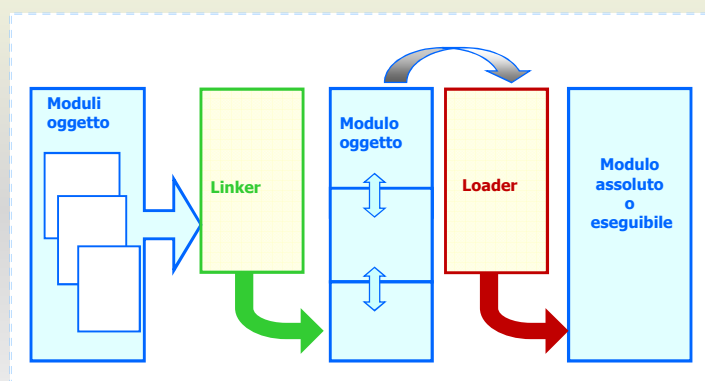 Moduli
oggetto
Linker
Modulo
oggetto
Loader
Modulo
assoluto
o
eseguibile